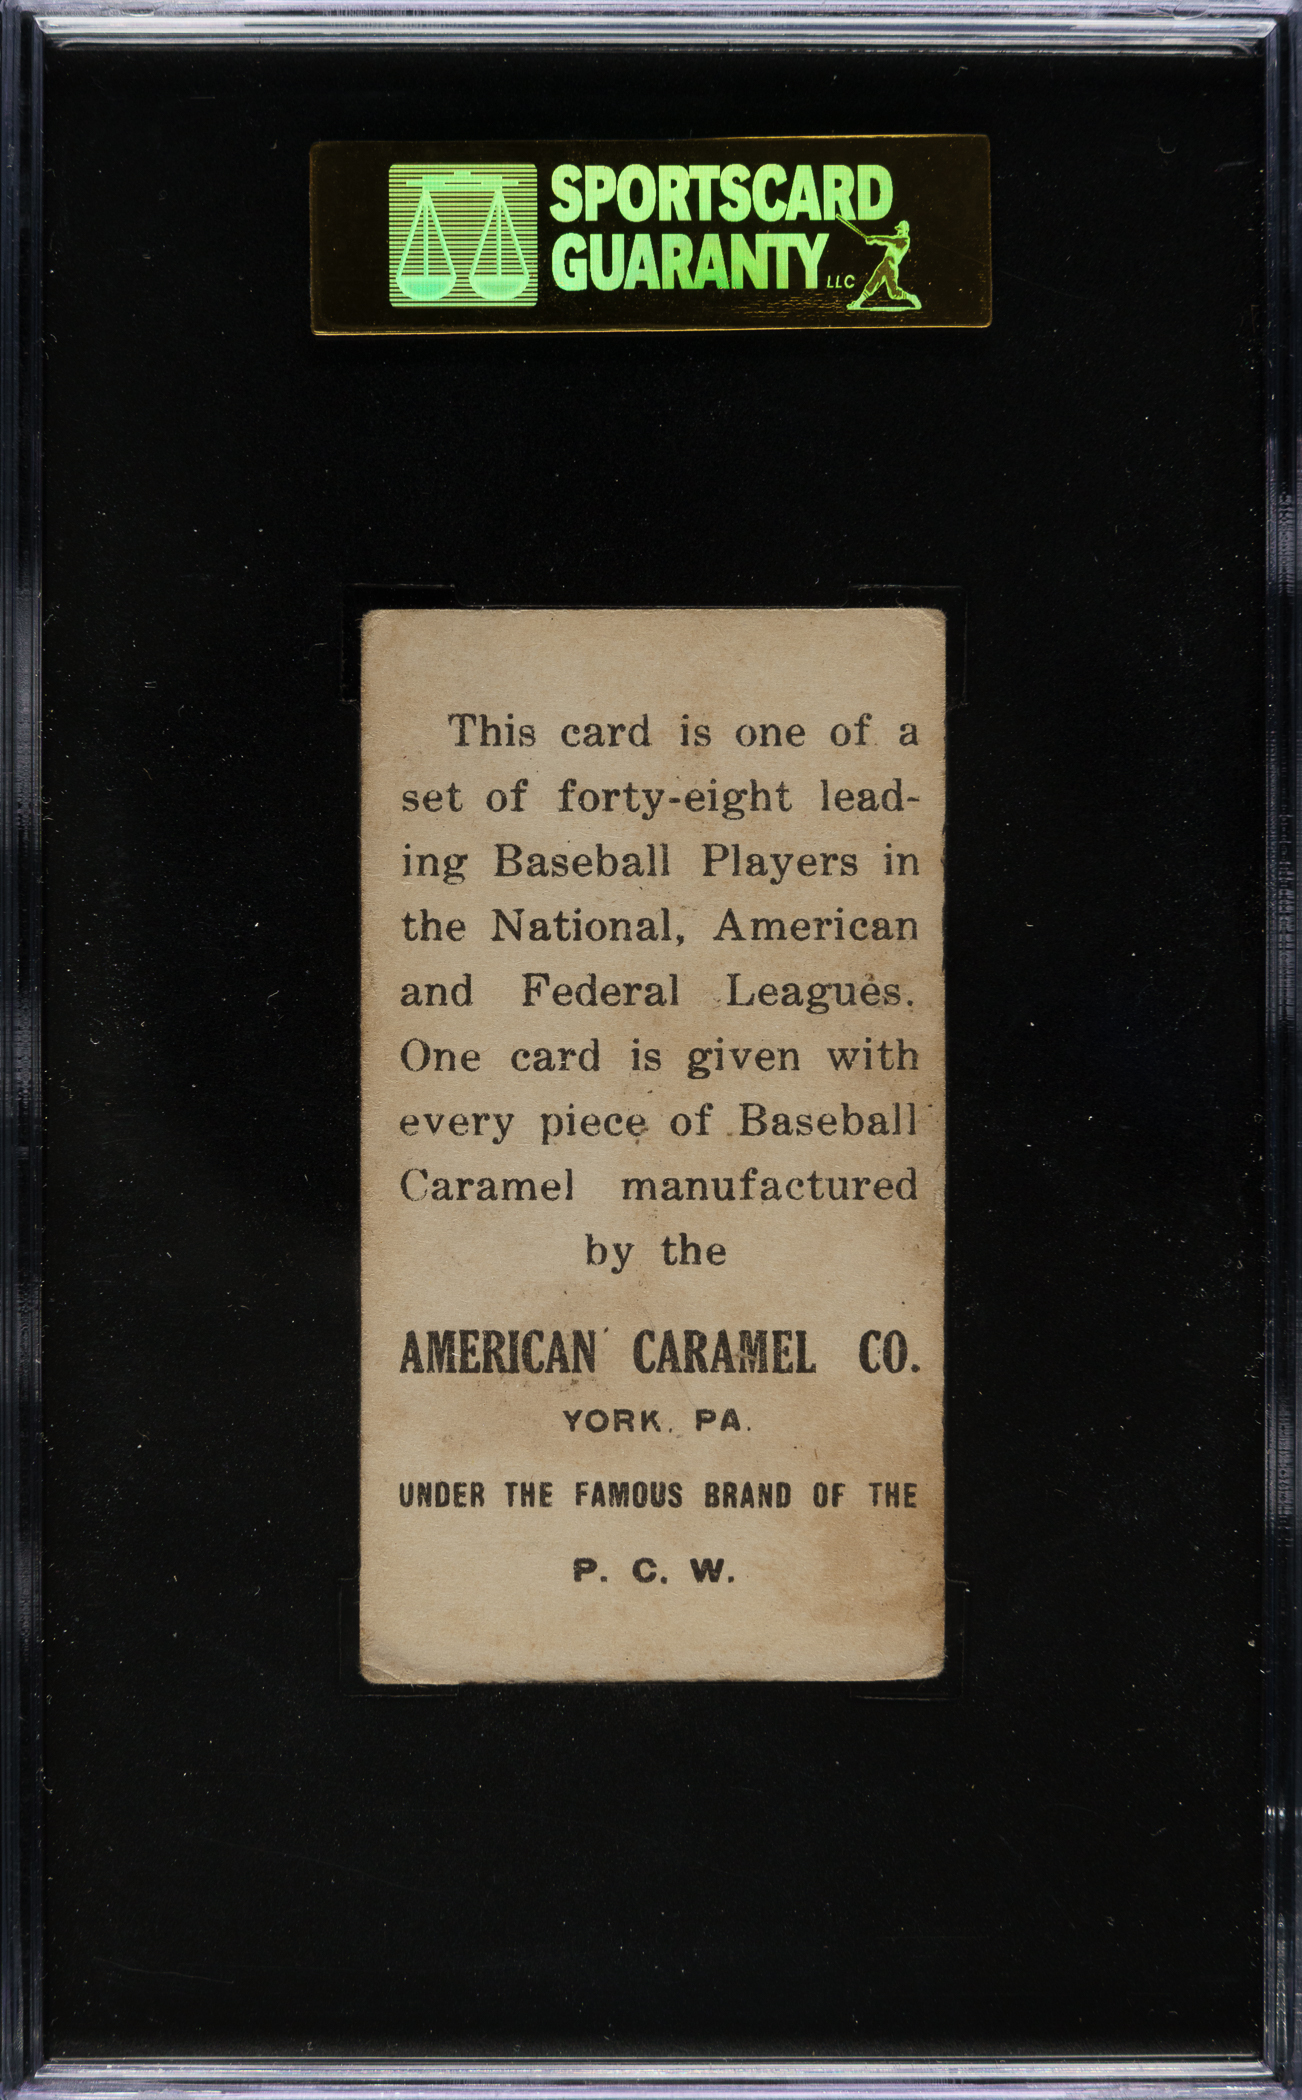 SPORTSCARD
GUARANTY LLC
This card is one of a
set of forty-eight lead-
ing Baseball Players in
the National, American
and Federal Leagues.
One card is given with
every piece of Baseball
Caramel manufactured
by the
AMERICAN CARAMEL CO.
YORK, PA.
UNDER THE FAMOUS BRAND OF THE
P. C. W.